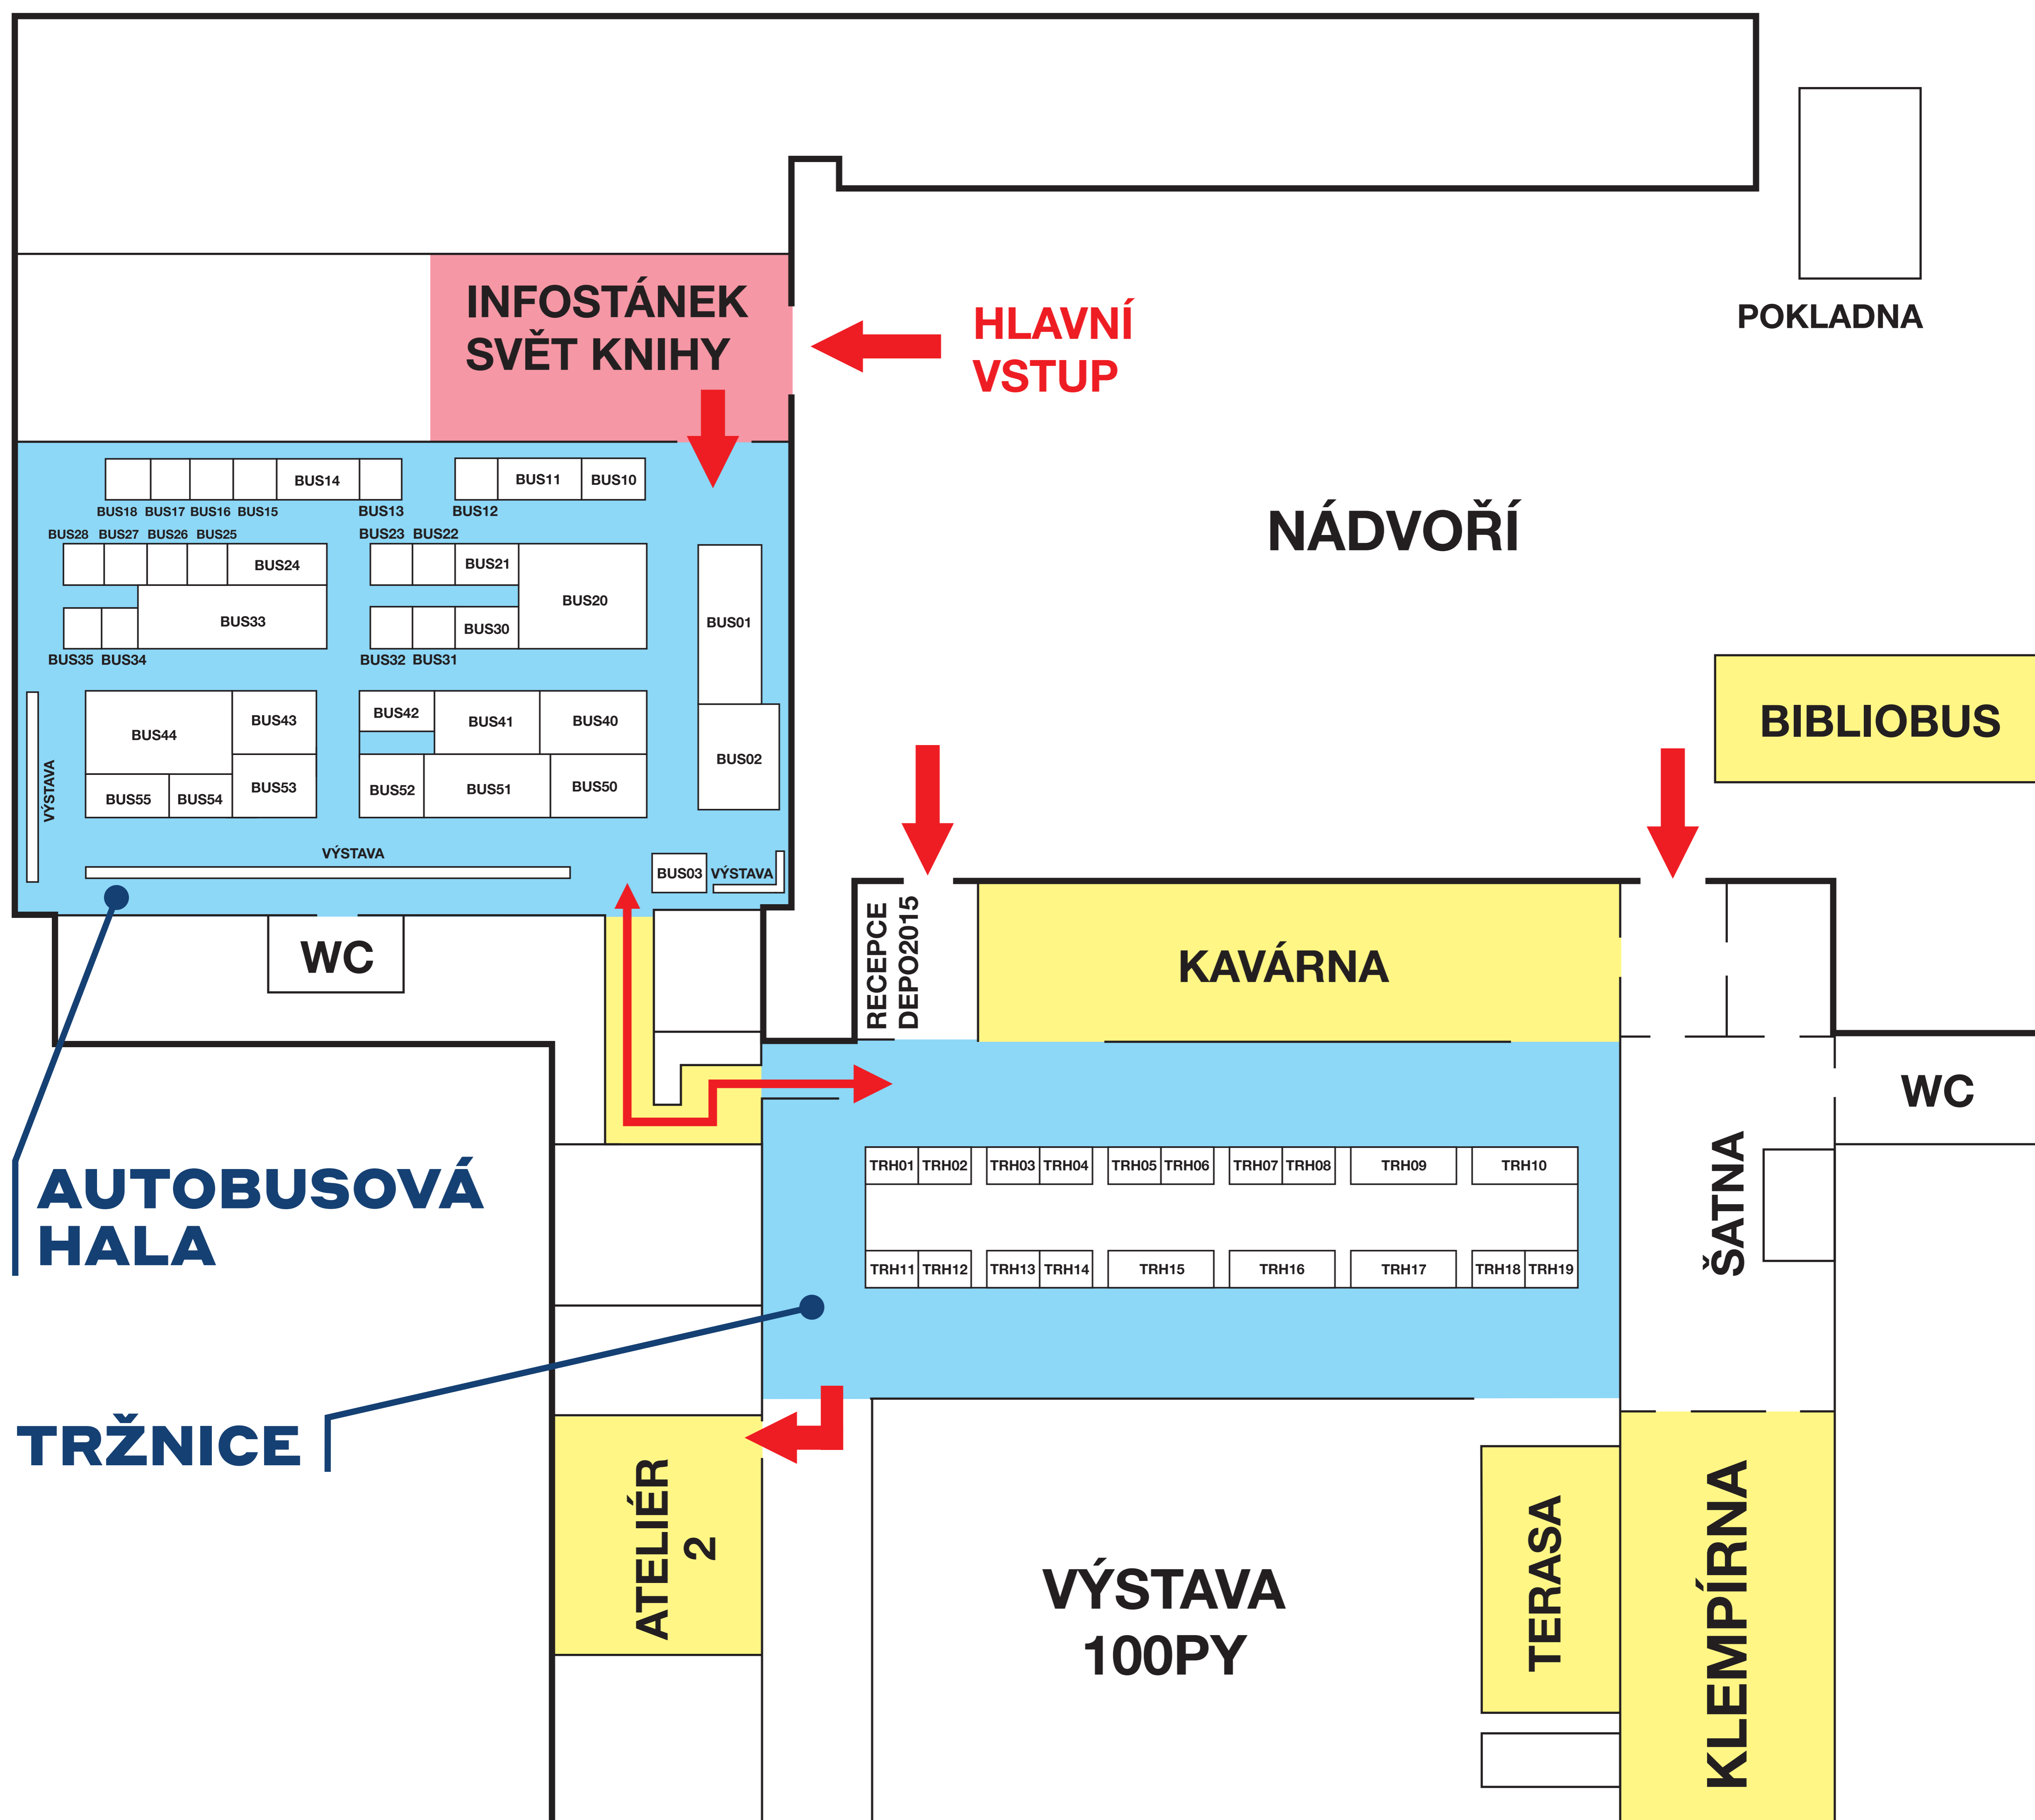 INFOSTÁNEK
SVĚT KNIHY
HLAVNÍ
VSTUP
POKLADNA
NÁDVOŘÍ
BIBLIOBUS
BUS14
BUS11
BUS10
BUS18 BUS17 BUS16 BUS15
BUS13
BUS12
BUS28 BUS27 BUS26 BUS25
BUS23 BUS22
BUS24
BUS21
BUS20
BUS33
BUS30
BUS01
BUS35 BUS34
BUS32 BUS31
BUS44
BUS43
BUS42
BUS41
BUS40
BUS02
BUS55
BUS54
BUS53
BUS52
BUS51
BUS50
VÝSTAVA
VÝSTAVA
BUS03
VÝSTAVA
WC
RECEPCE
DEPO2015
KAVÁRNA
WC
ŠATNA
AUTOBUSOVÁ
HALA
TRH01 TRH02 TRH03 TRH04 TRH05 TRH06 TRH07 TRH08 TRH09 TRH10
TRH11 TRH12 TRH13 TRH14 TRH15 TRH16 TRH17 TRH18 TRH19
TRŽNICE
ATELIÉR
2
VÝSTAVA
100PY
TERASA
KLEMPÍRNA